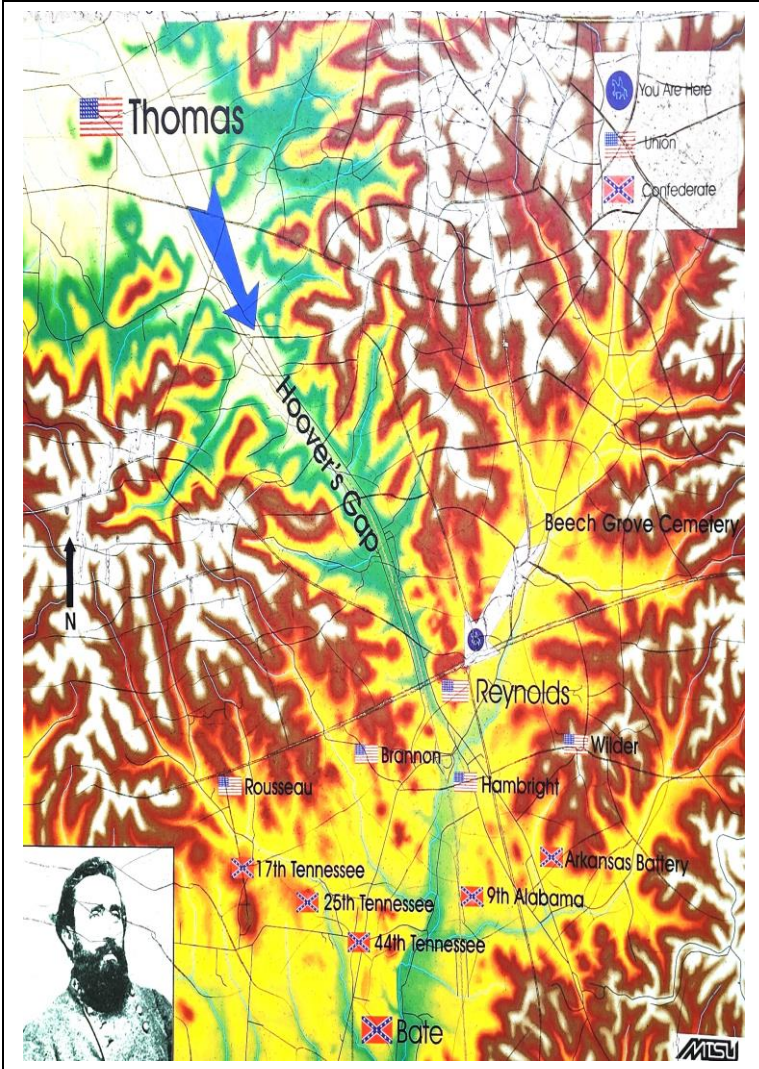 Thomas
You Are Here
Union
Confederate
Hoover's Gap
Beech Grove Cemetery
N
Reynolds
Brannon
Wilder
Rousseau
Hambright
17th Tennessee
Arkansas Battery
25th Tennessee
9th Alabama
44th Tennessee
Bate
MTSU